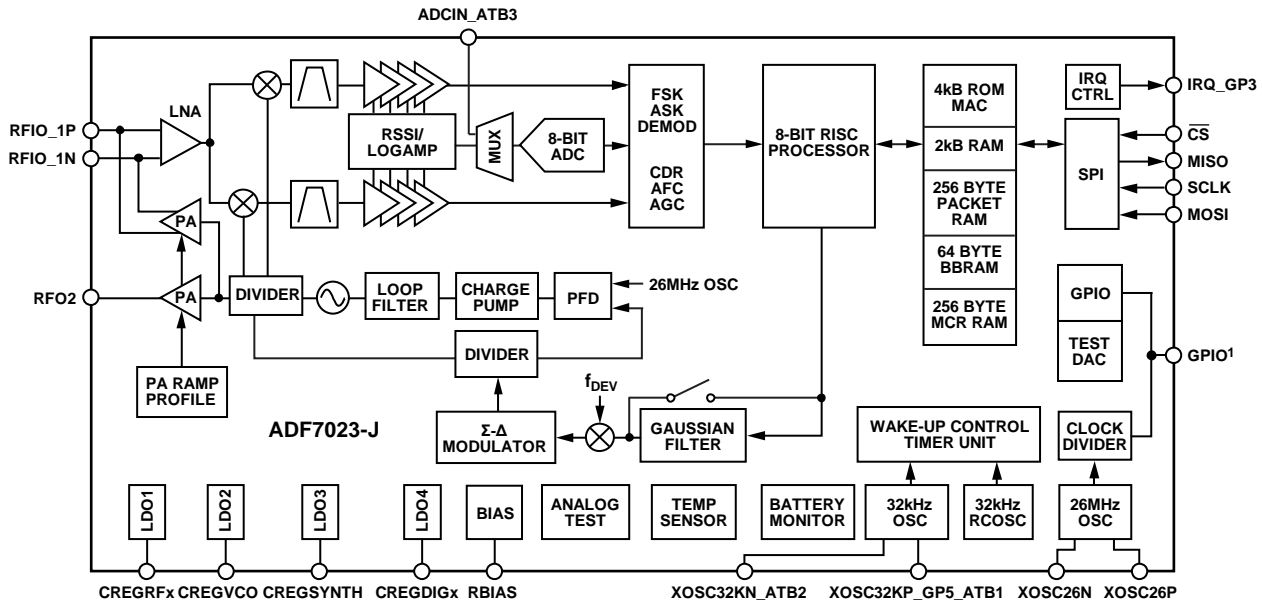 ADCIN_ATB3
RFIO_1P
RFIO_1N
LNA
PA
RSSI/
LOGAMP
MUX
8-BIT
ADC
FSK
ASK
DEMOD
CDR
AFC
AGC
8-BIT RISC
PROCESSOR
4kB ROM
MAC
2kB RAM
256 BYTE
PACKET
RAM
64 BYTE
BBRAM
256 BYTE
MCR RAM
IRQ
CTRL
IRQ_GP3
SPI
CS
MISO
SCLK
MOSI
RFO2
PA
DIVIDER
LOOP
FILTER
CHARGE
PUMP
PFD
26MHz OSC
DIVIDER
GPIO
TEST
DAC
GPIO1
PA RAMP
PROFILE
ADF7023-J
Σ-Δ
MODULATOR
fDEV
GAUSSIAN
FILTER
WAKE-UP CONTROL
TIMER UNIT
CLOCK
DIVIDER
LDO1
LDO2
LDO3
LDO4
BIAS
ANALOG
TEST
TEMP
SENSOR
BATTERY
MONITOR
32kHz
OSC
32kHz
RCOSC
26MHz
OSC
CREGRFx
CREGVCO
CREGSYNTH
CREGDIGx
RBIAS
XOSC32KN_ATB2
XOSC32KP_GP5_ATB1
XOSC26N
XOSC26P